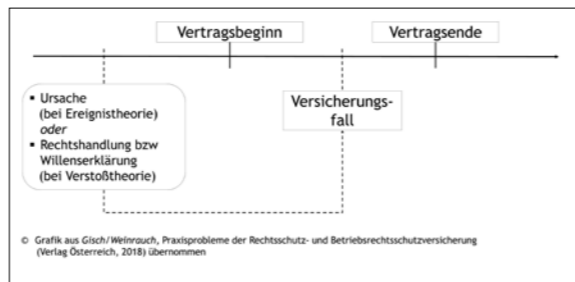 Vertragsbeginn
Vertragsende
▪ Ursache
(bei Ereignistheorie)
oder
▪ Rechtshandlung bzw
Willenserklärung
(bei Verstoßtheorie)
Versicherungs-
fall
© Grafik aus Gisch/Weinrauch, Praxisprobleme der Rechtsschutz- und Betriebsrechtsschutzversicherung
(Verlag Österreich, 2018) übernommen